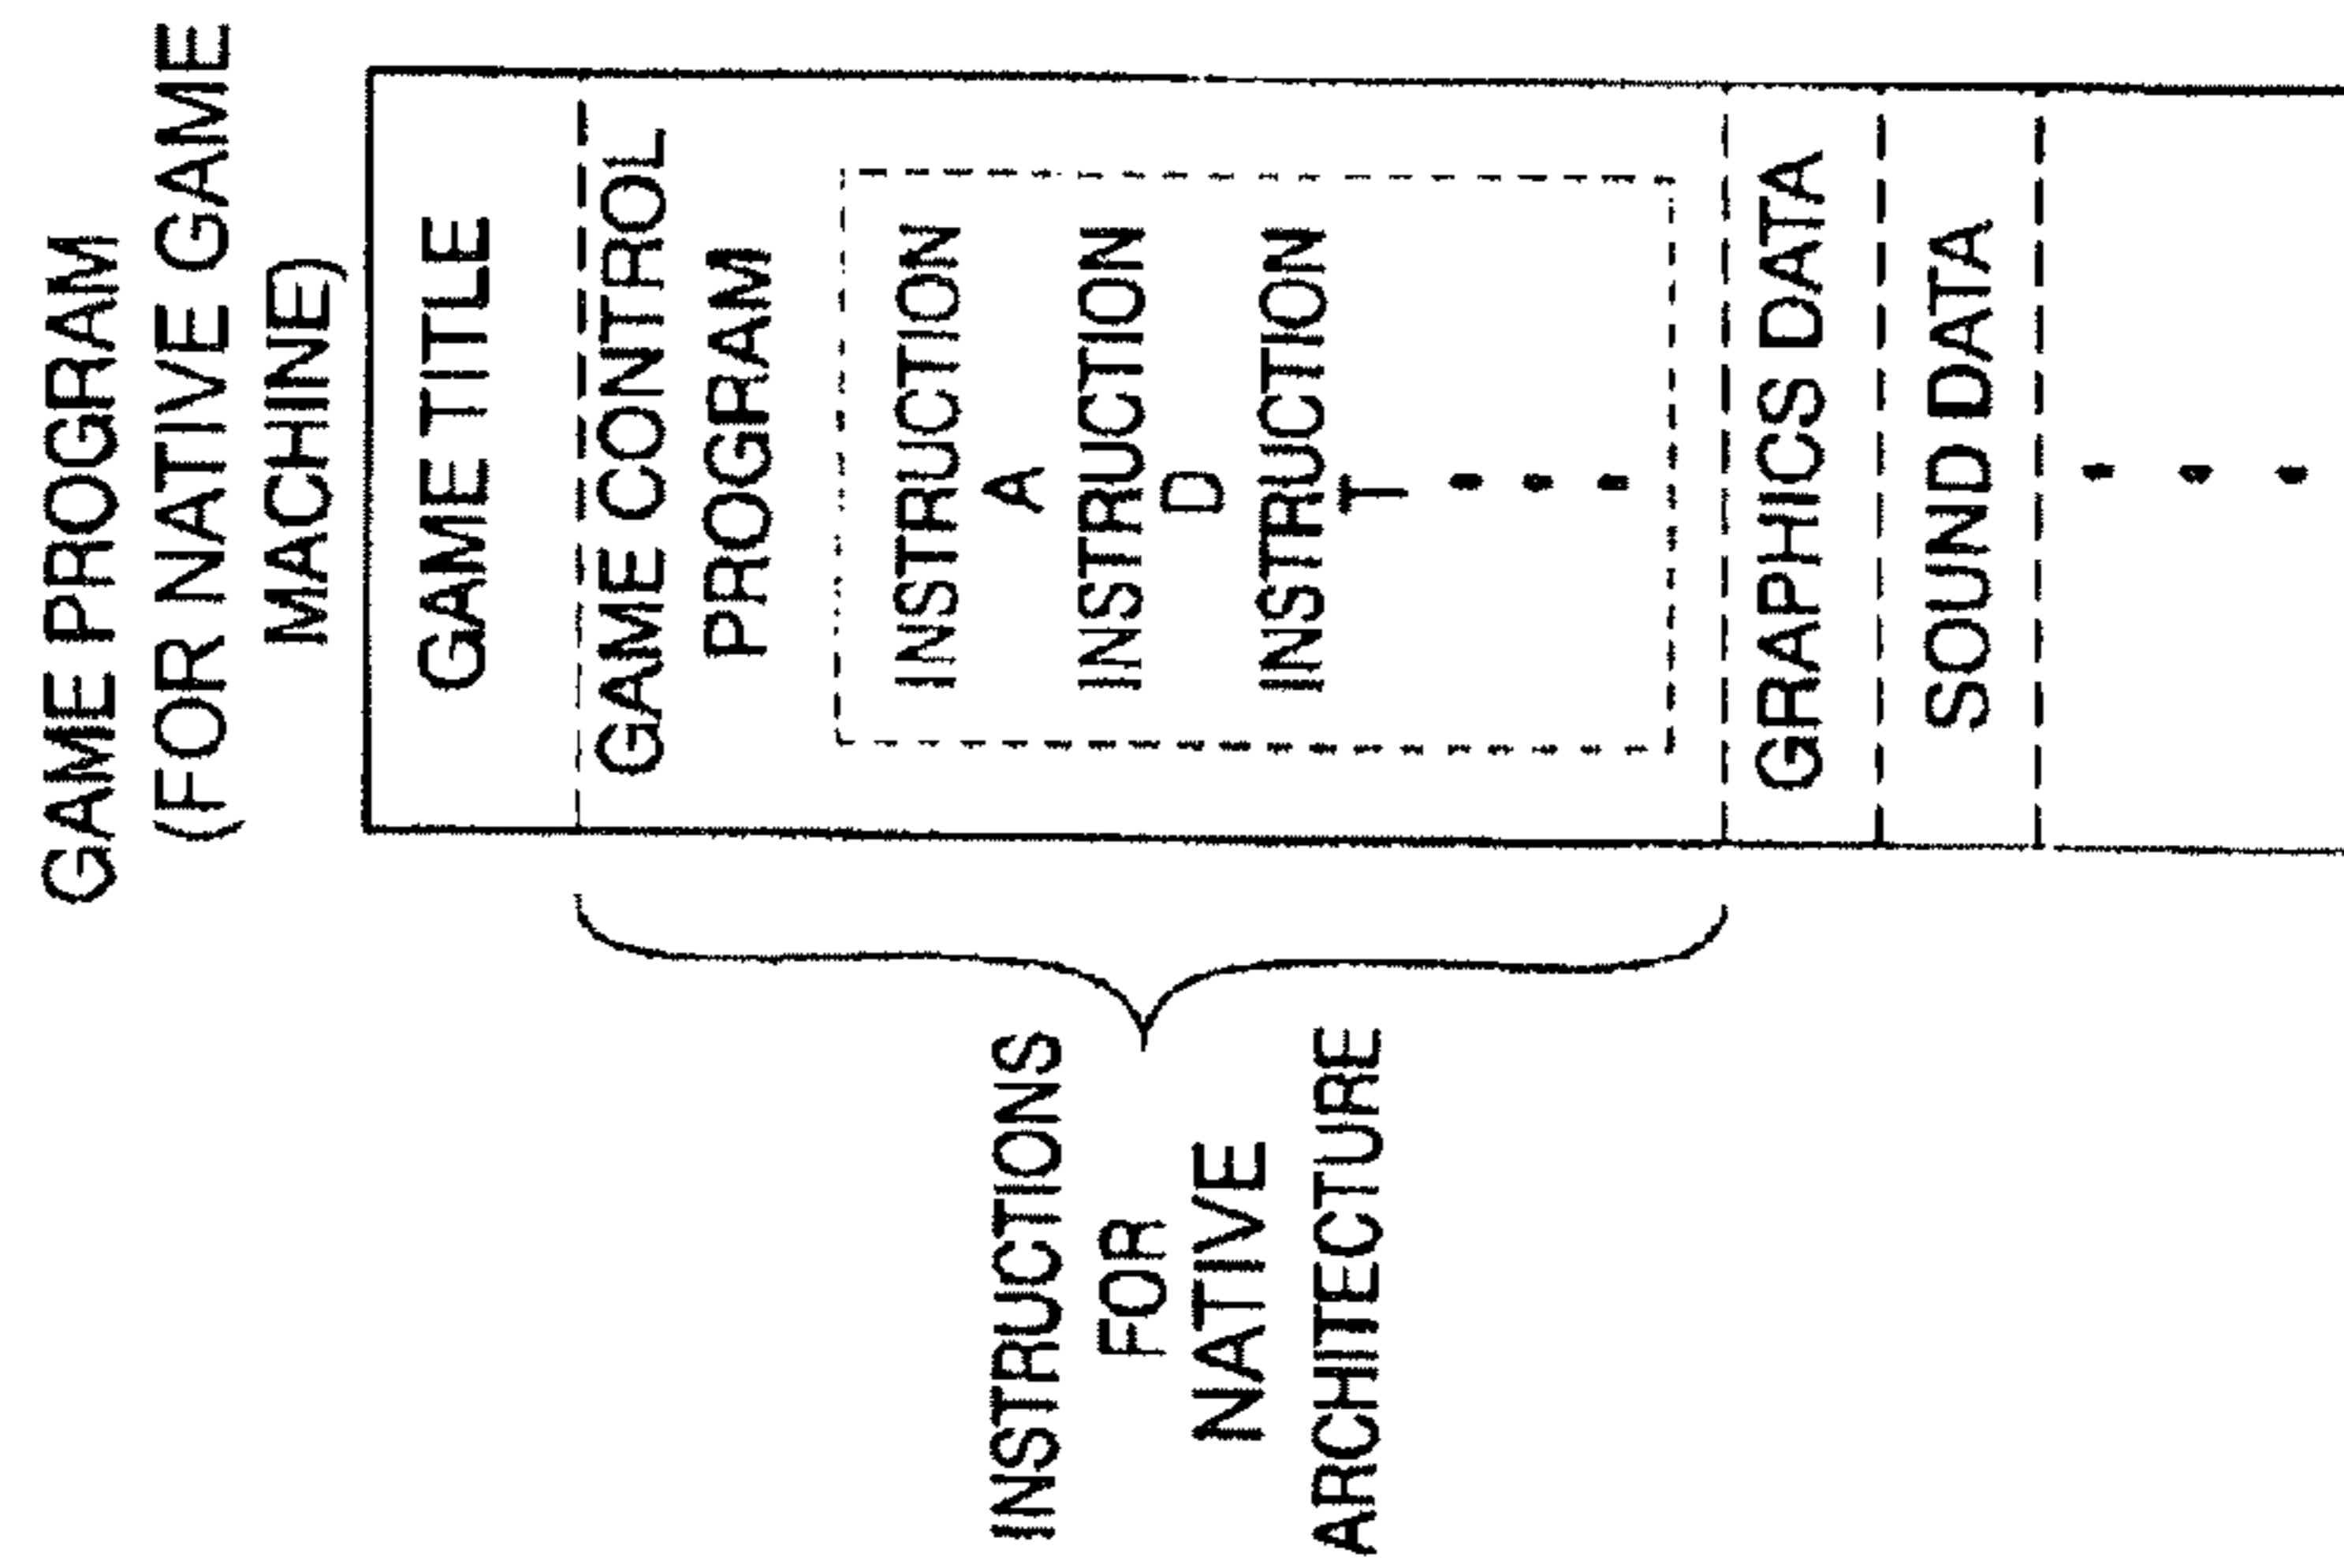 GAME PROGRAM
(FOR NATIVE GAME
MACHINE)
GAME TITLE
GAME CONTROL
PROGRAM
INSTRUCTION
A
INSTRUCTION
D
INSTRUCTION
T
GRAPHICS DATA
SOUND DATA
INSTRUCTIONS
FOR
NATIVE
ARCHITECTURE